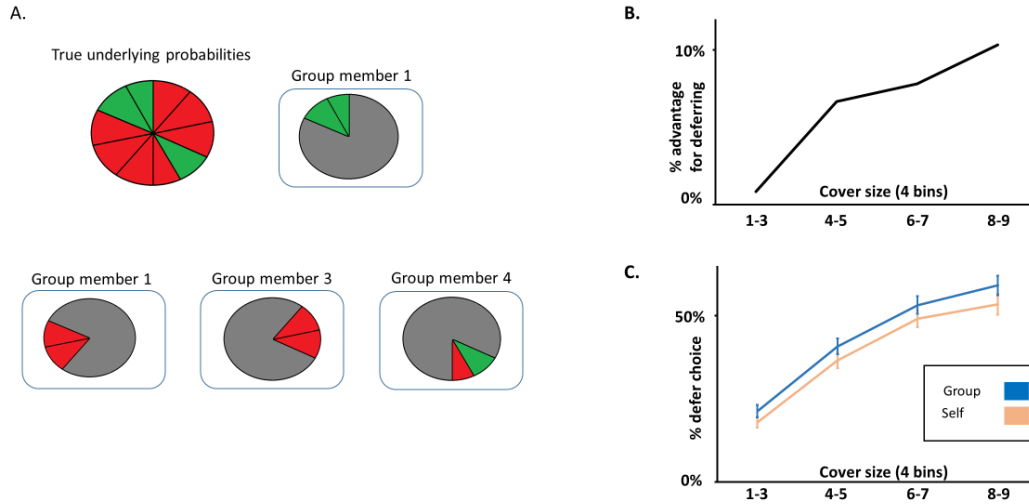 A.
True underlying probabilities
Group member 1
Group member 1
Group member 3
Group member 4
B.
10%
% advantage
for deferring
0%
Cover size (4 bins)
1-3
4-5
6-7
8-9
C.
50%
% defer choice
Group
Self
0%
Cover size (4 bins)
1-3
4-5
6-7
8-9